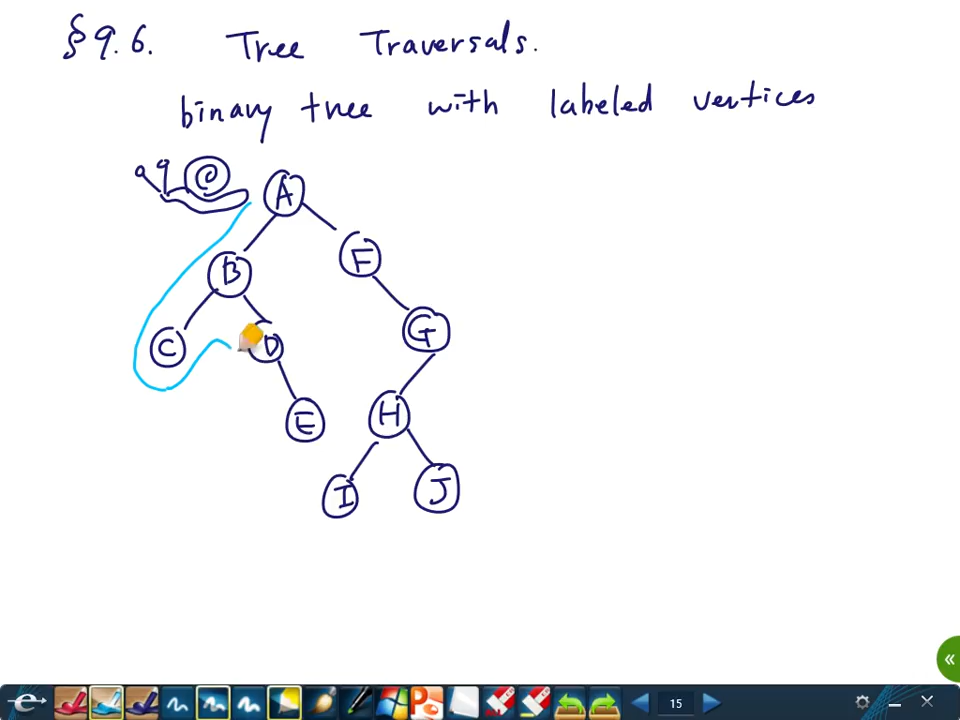 § 9.6. Tree Traversals.
binary tree with labeled vertices
A
B F
C D G
E H
I J
15